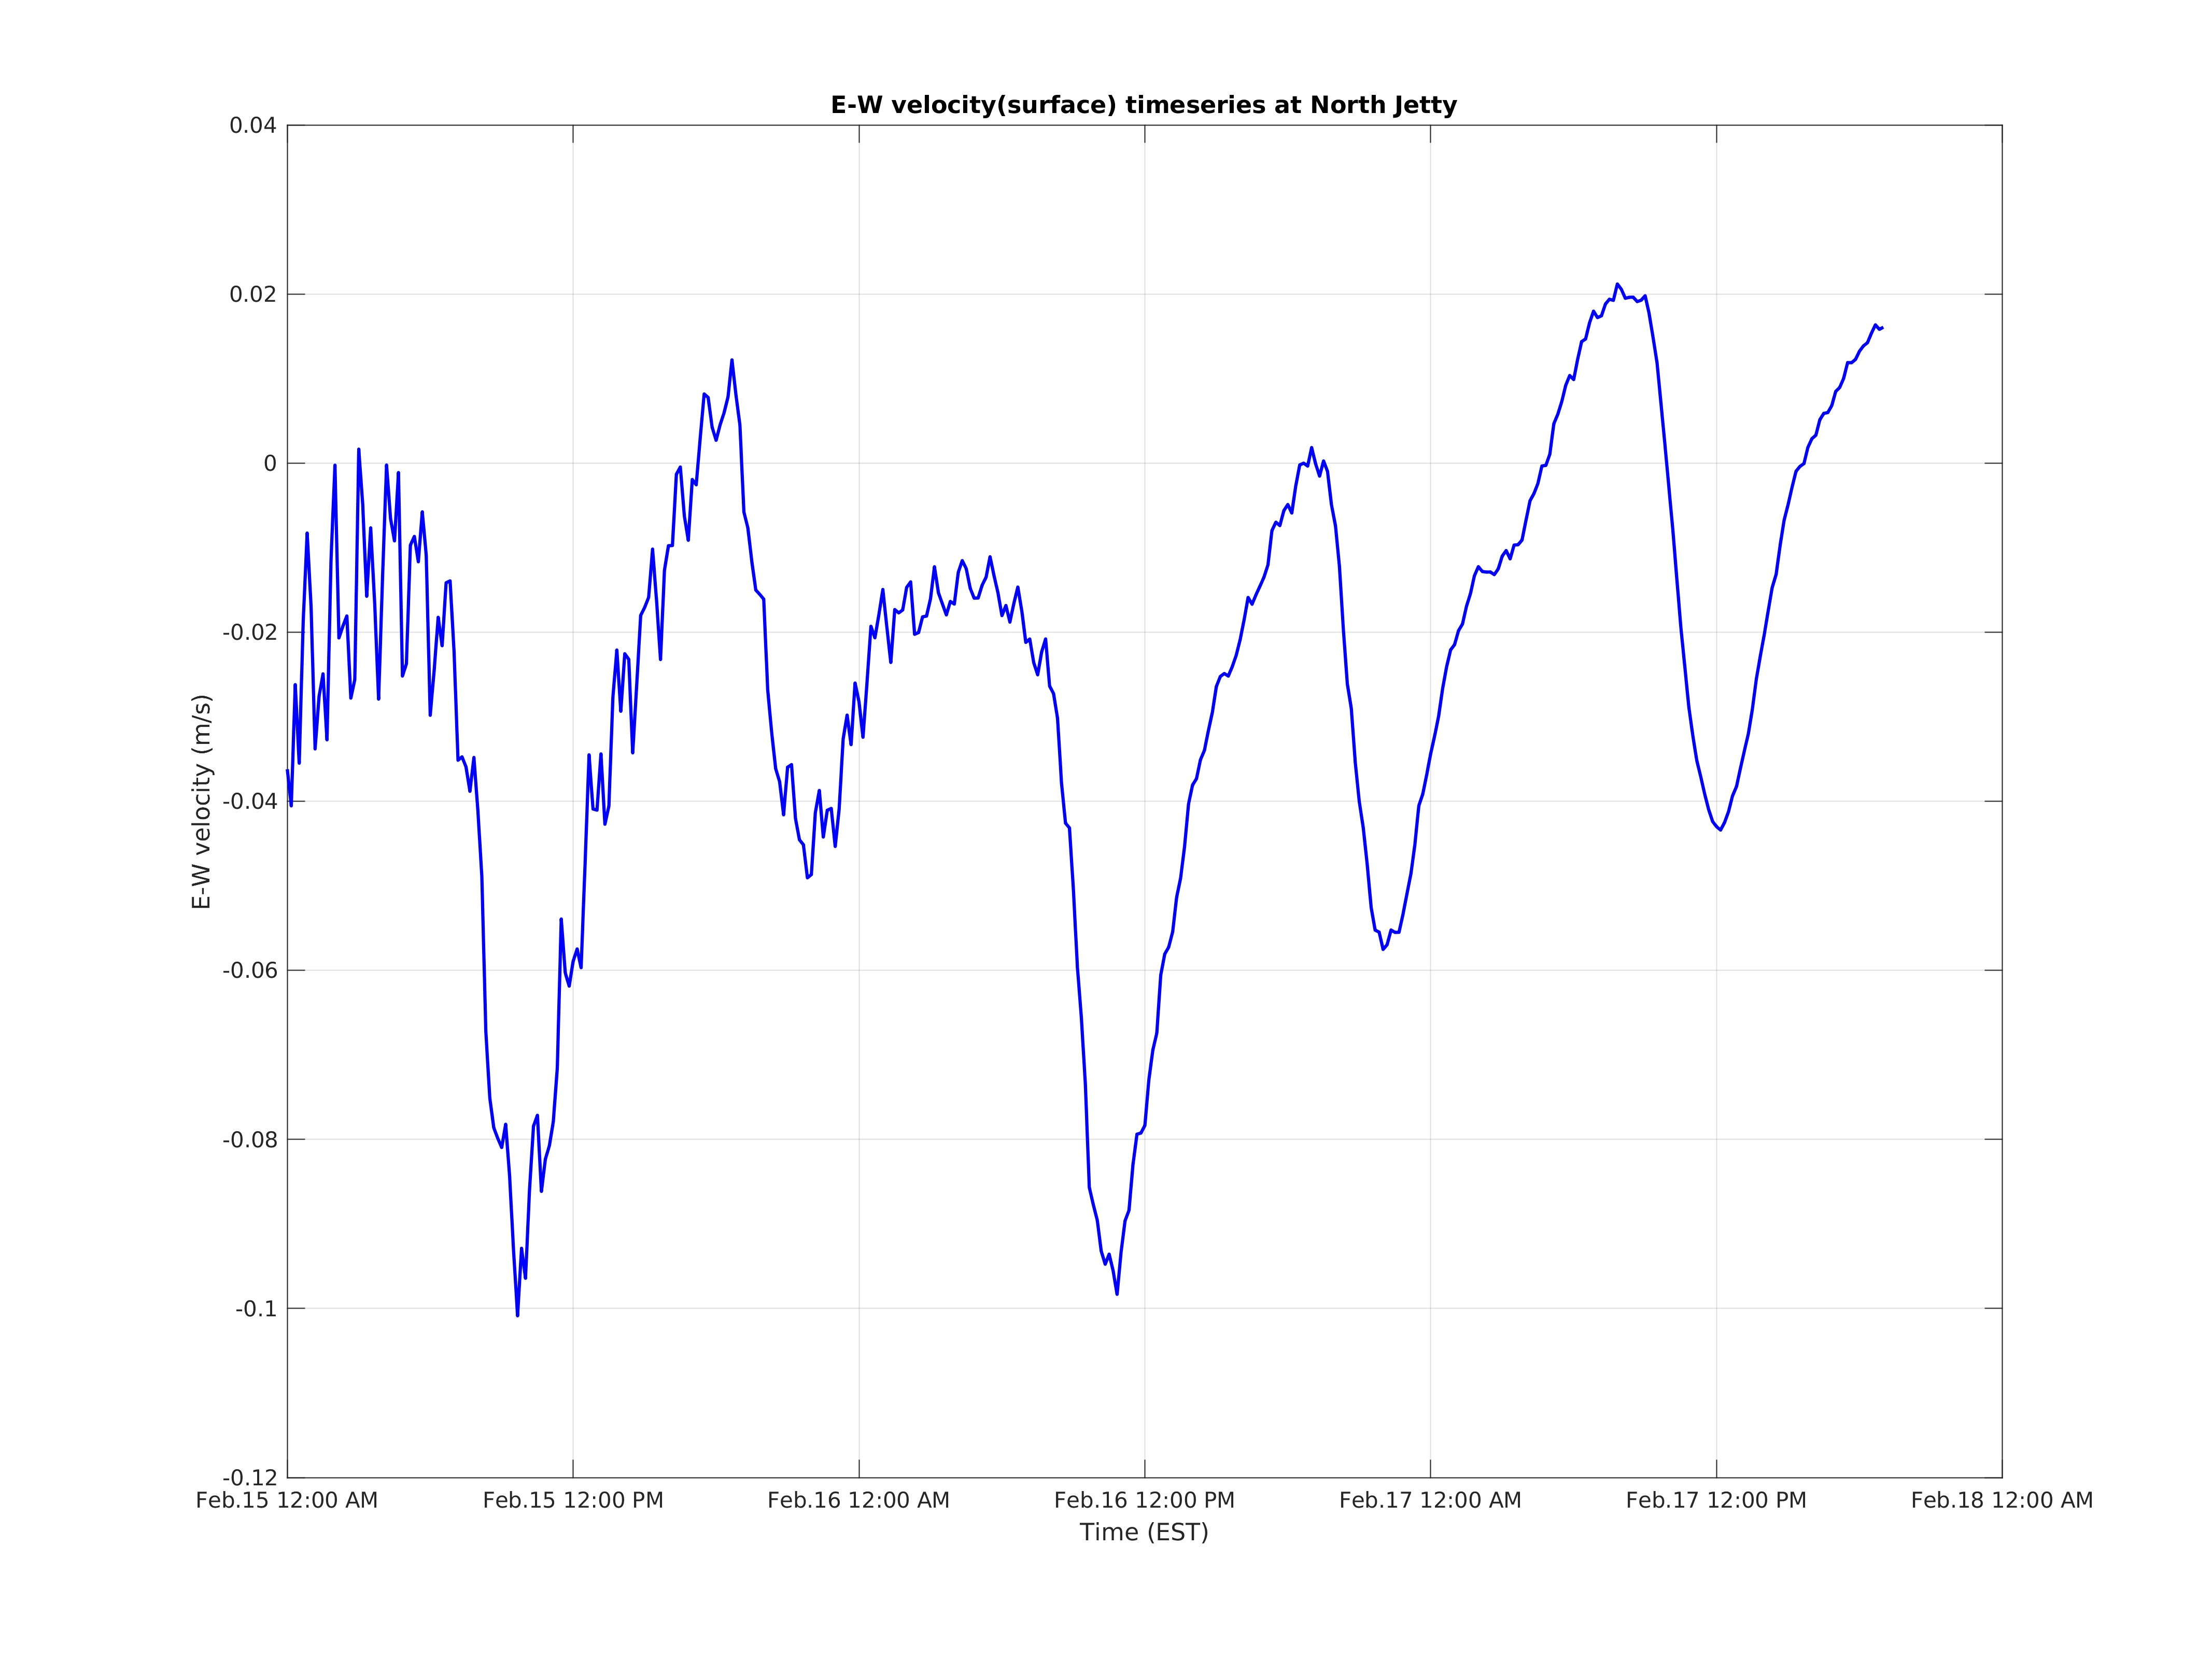 E-W velocity(surface) timeseries at North Jetty
0.04
0.02
0
-0.02
-0.04
-0.06
-0.08
-0.1
-0.12
E-W velocity (m/s)
Feb.15 12:00 AM Feb.15 12:00 PM Feb.16 12:00 AM Feb.16 12:00 PM Feb.17 12:00 AM Feb.17 12:00 PM Feb.18 12:00 AM
Time (EST)